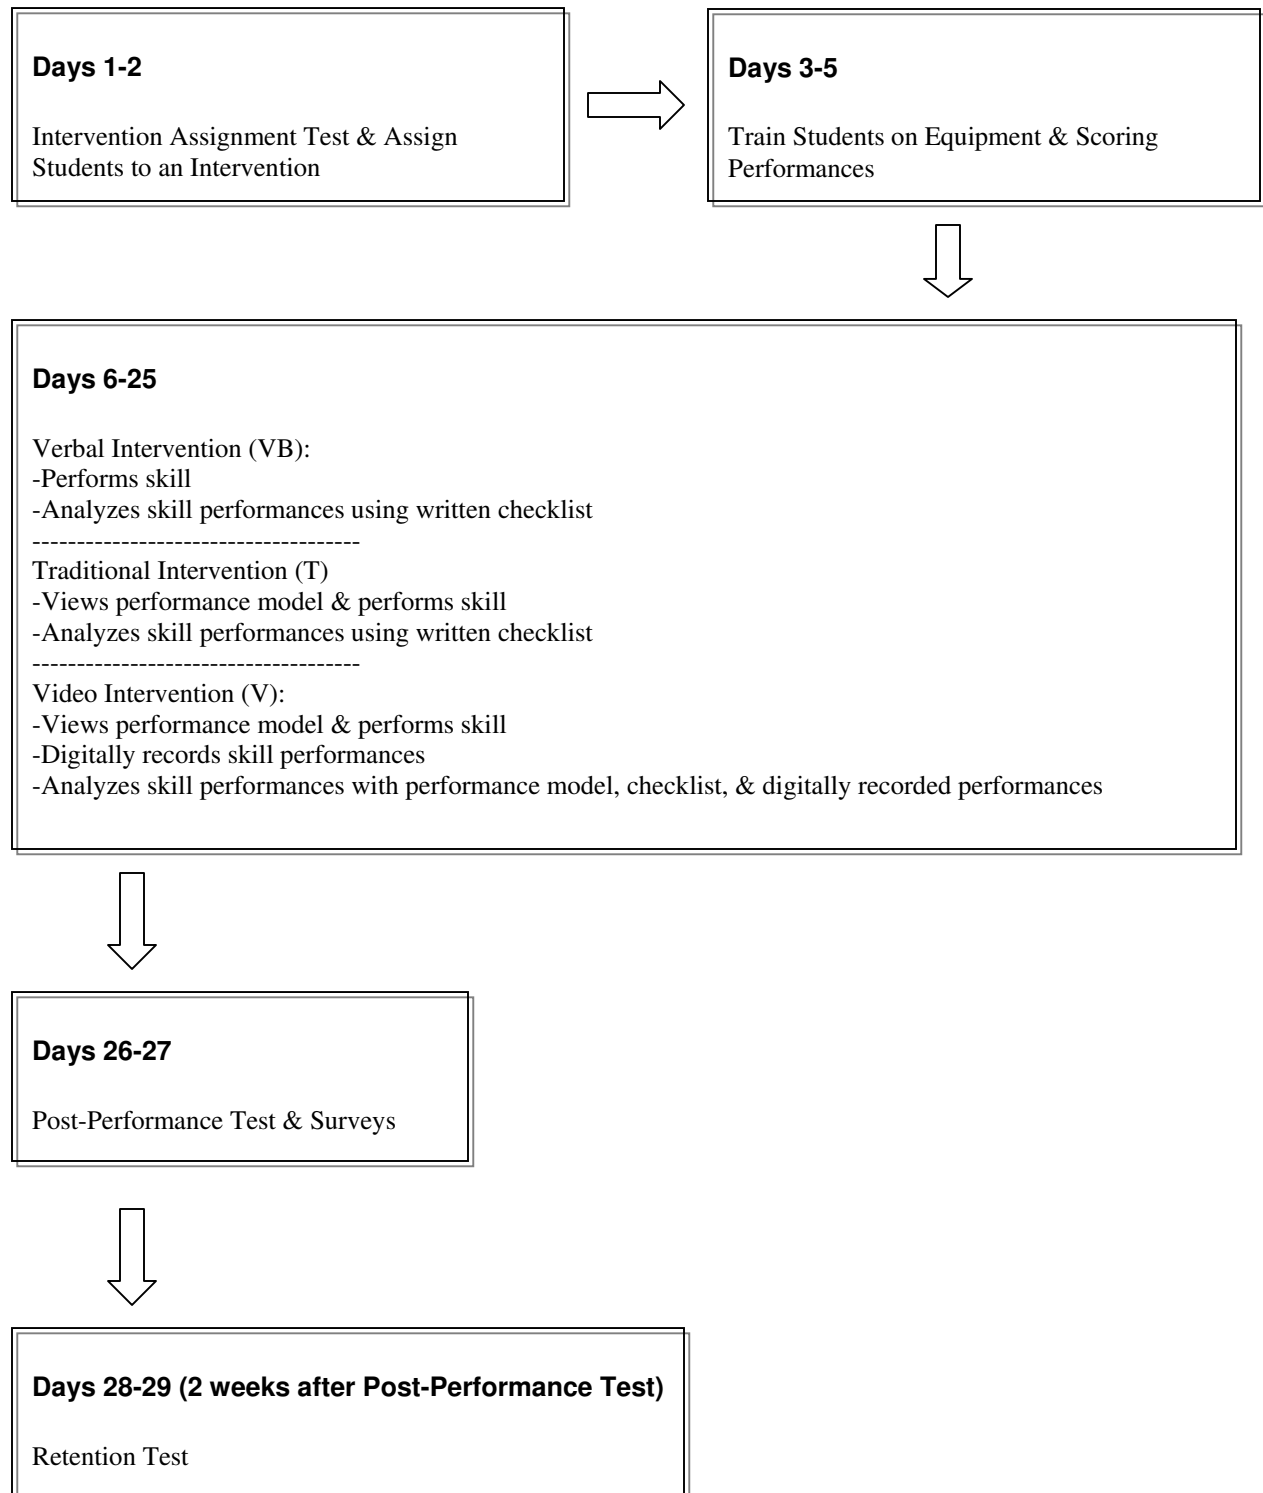 Days 1-2
Intervention Assignment Test & Assign
Students to an Intervention
Days 3-5
Train Students on Equipment & Scoring
Performances
Days 6-25
Verbal Intervention (VB):
-Performs skill
-Analyzes skill performances using written checklist
-------------------------------------
Traditional Intervention (T)
-Views performance model & performs skill
-Analyzes skill performances using written checklist
-------------------------------------
Video Intervention (V):
-Views performance model & performs skill
-Digitally records skill performances
-Analyzes skill performances with performance model, checklist, & digitally recorded performances
Days 26-27
Post-Performance Test & Surveys
Days 28-29 (2 weeks after Post-Performance Test)
Retention Test